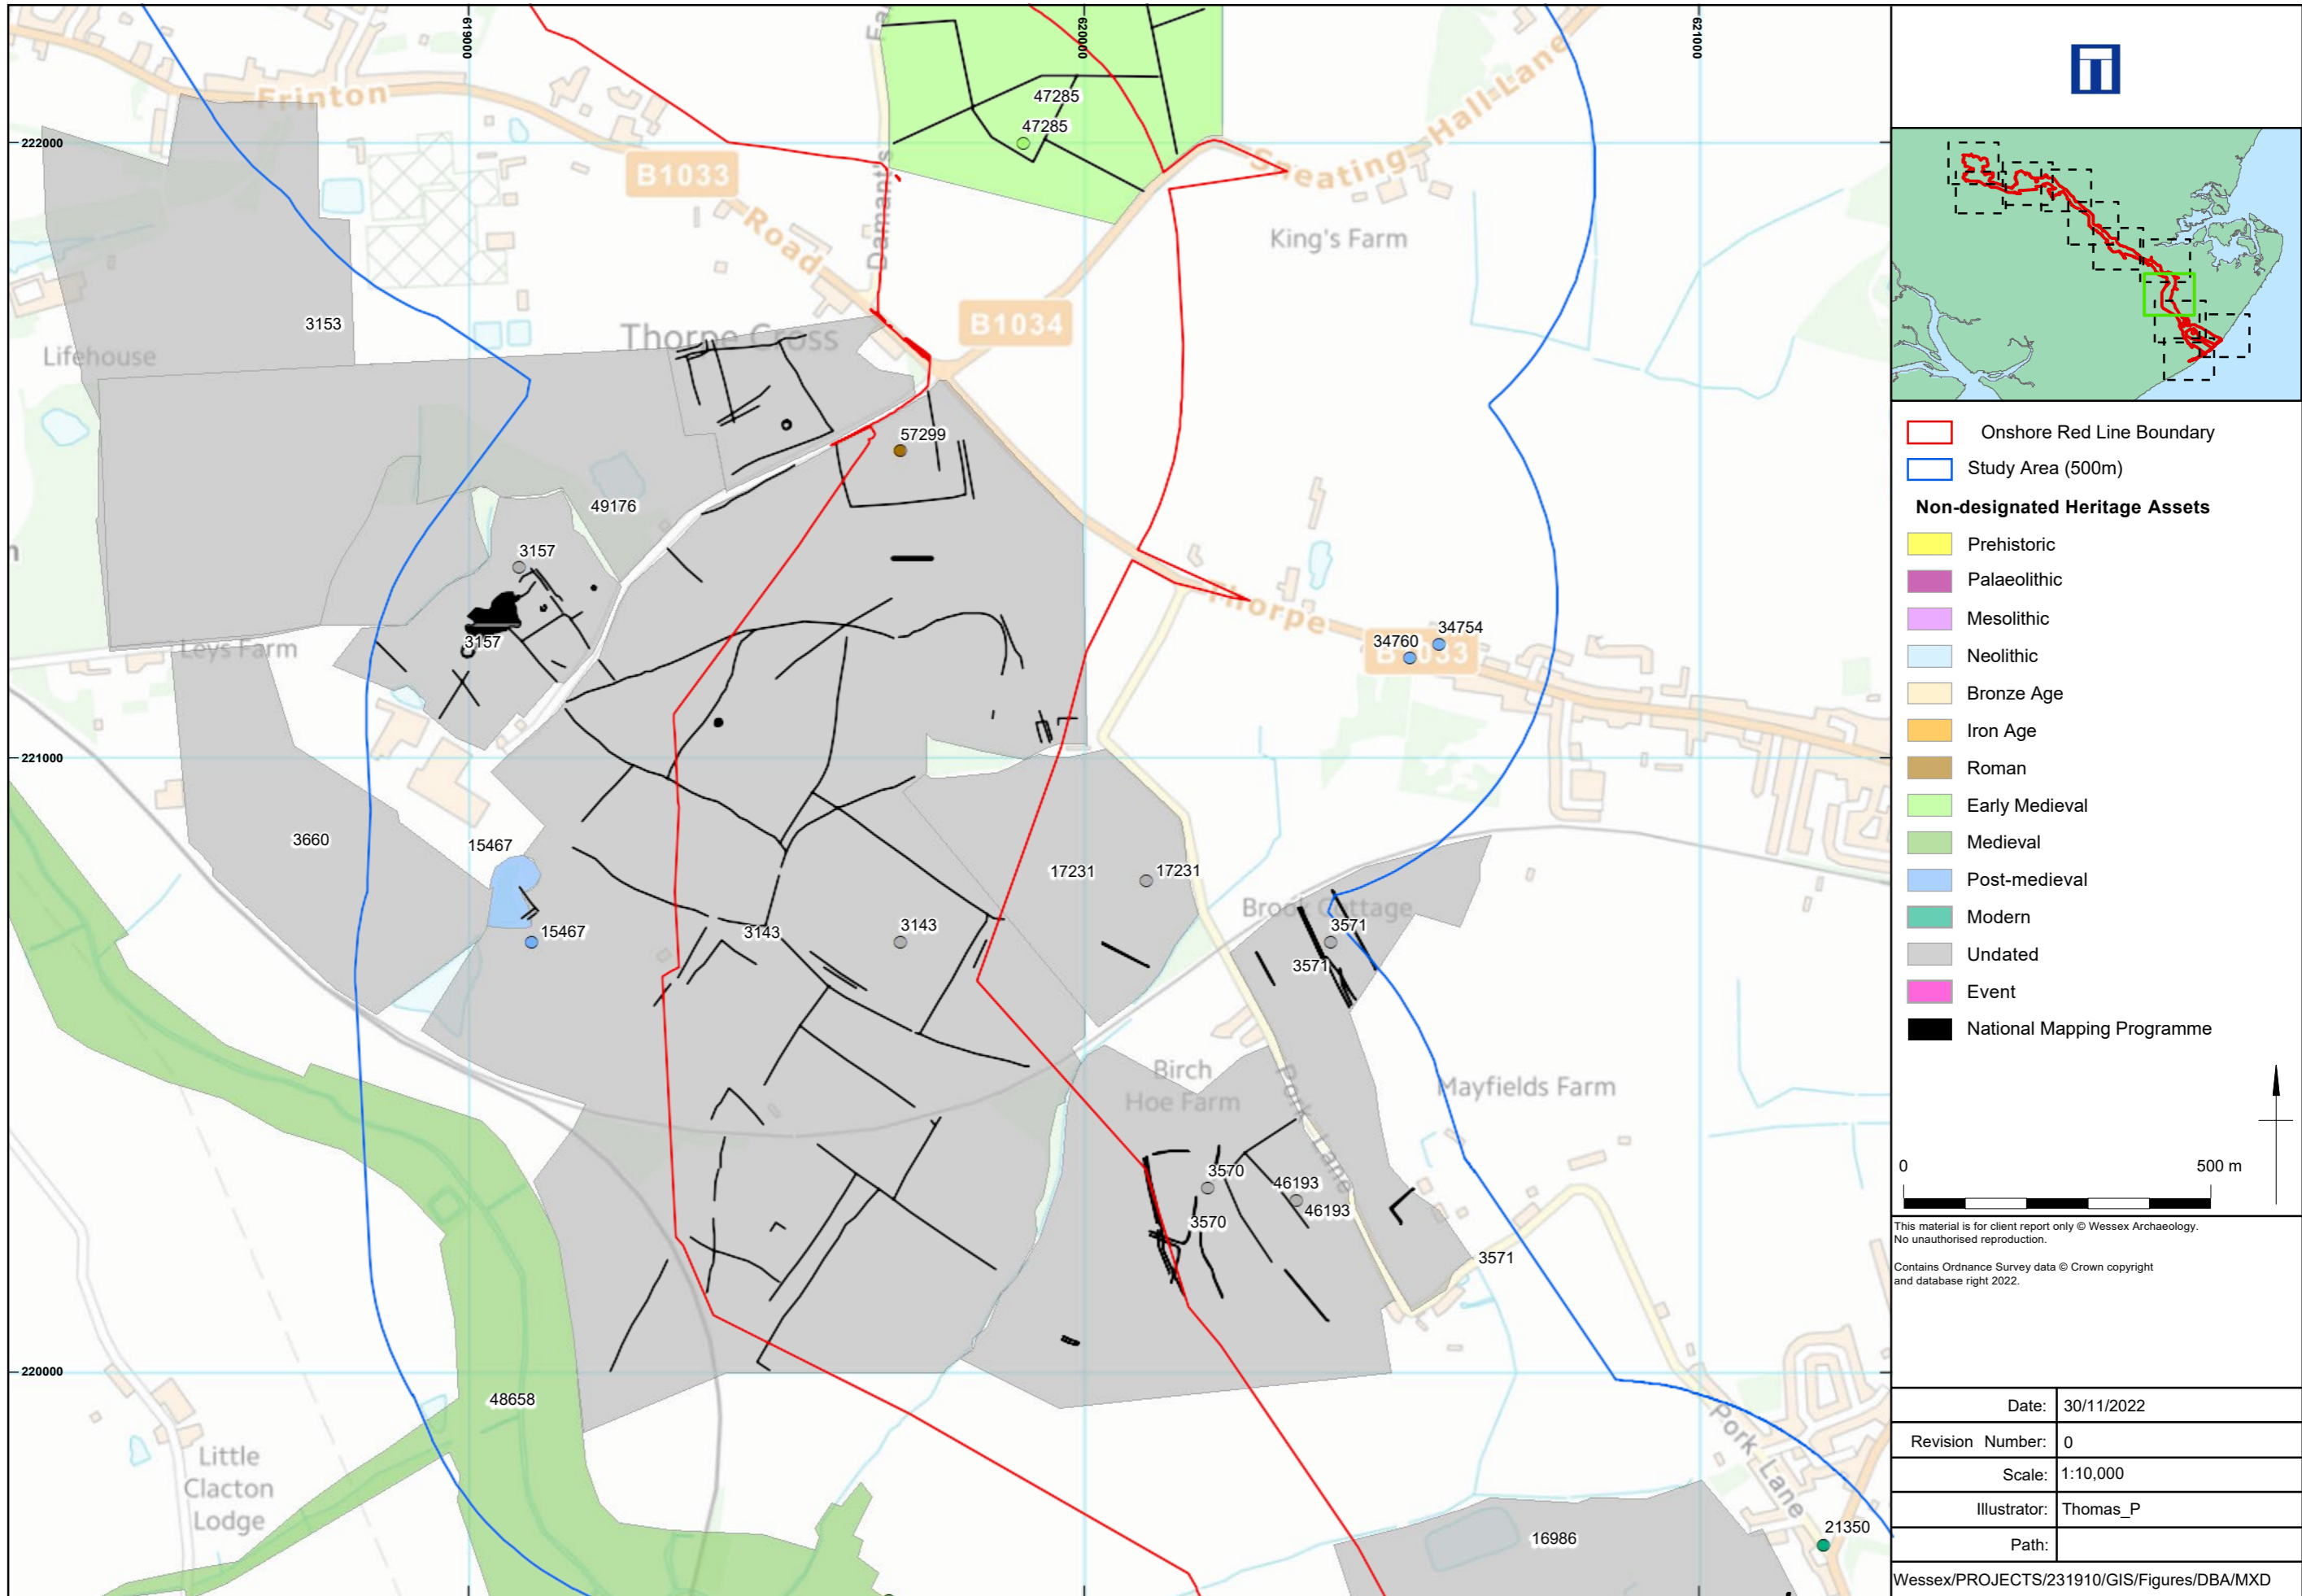 619000
620000
621000
222000
221000
220000
Frinton
B1033
Road
Damant's
Sneating Hall Lane
King's Farm
B1034
Thorpe Cross
Lifehouse
Leys Farm
Thorpe
B1033
Brook Cottage
Birch
Hoe Farm
Pork Lane
Mayfields Farm
Little
Clacton
Lodge
Pork Lane
47285
47285
3153
57299
49176
3157
3157
34760
34754
3660
15467
15467
17231
17231
3143
3143
3571
3571
3570
3570
46193
46193
3571
48658
16986
21350
Onshore Red Line Boundary
Study Area (500m)
Non-designated Heritage Assets
Prehistoric
Palaeolithic
Mesolithic
Neolithic
Bronze Age
Iron Age
Roman
Early Medieval
Medieval
Post-medieval
Modern
Undated
Event
National Mapping Programme
0 500 m
This material is for client report only © Wessex Archaeology.
No unauthorised reproduction.
Contains Ordnance Survey data © Crown copyright
and database right 2022.
Date: 30/11/2022
Revision Number: 0
Scale: 1:10,000
Illustrator: Thomas_P
Path:
Wessex/PROJECTS/231910/GIS/Figures/DBA/MXD